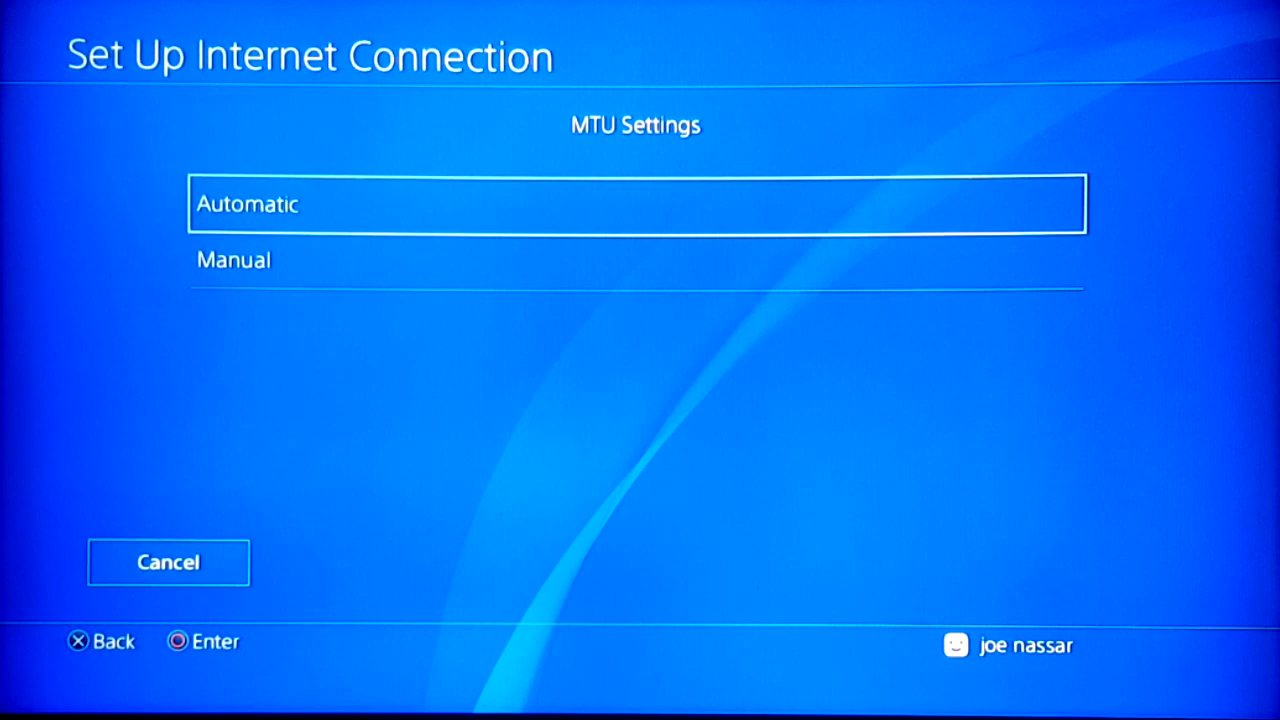 Set Up Internet Connection
MTU Settings
Automatic
Manual
Cancel
Back Enter
joe nassar